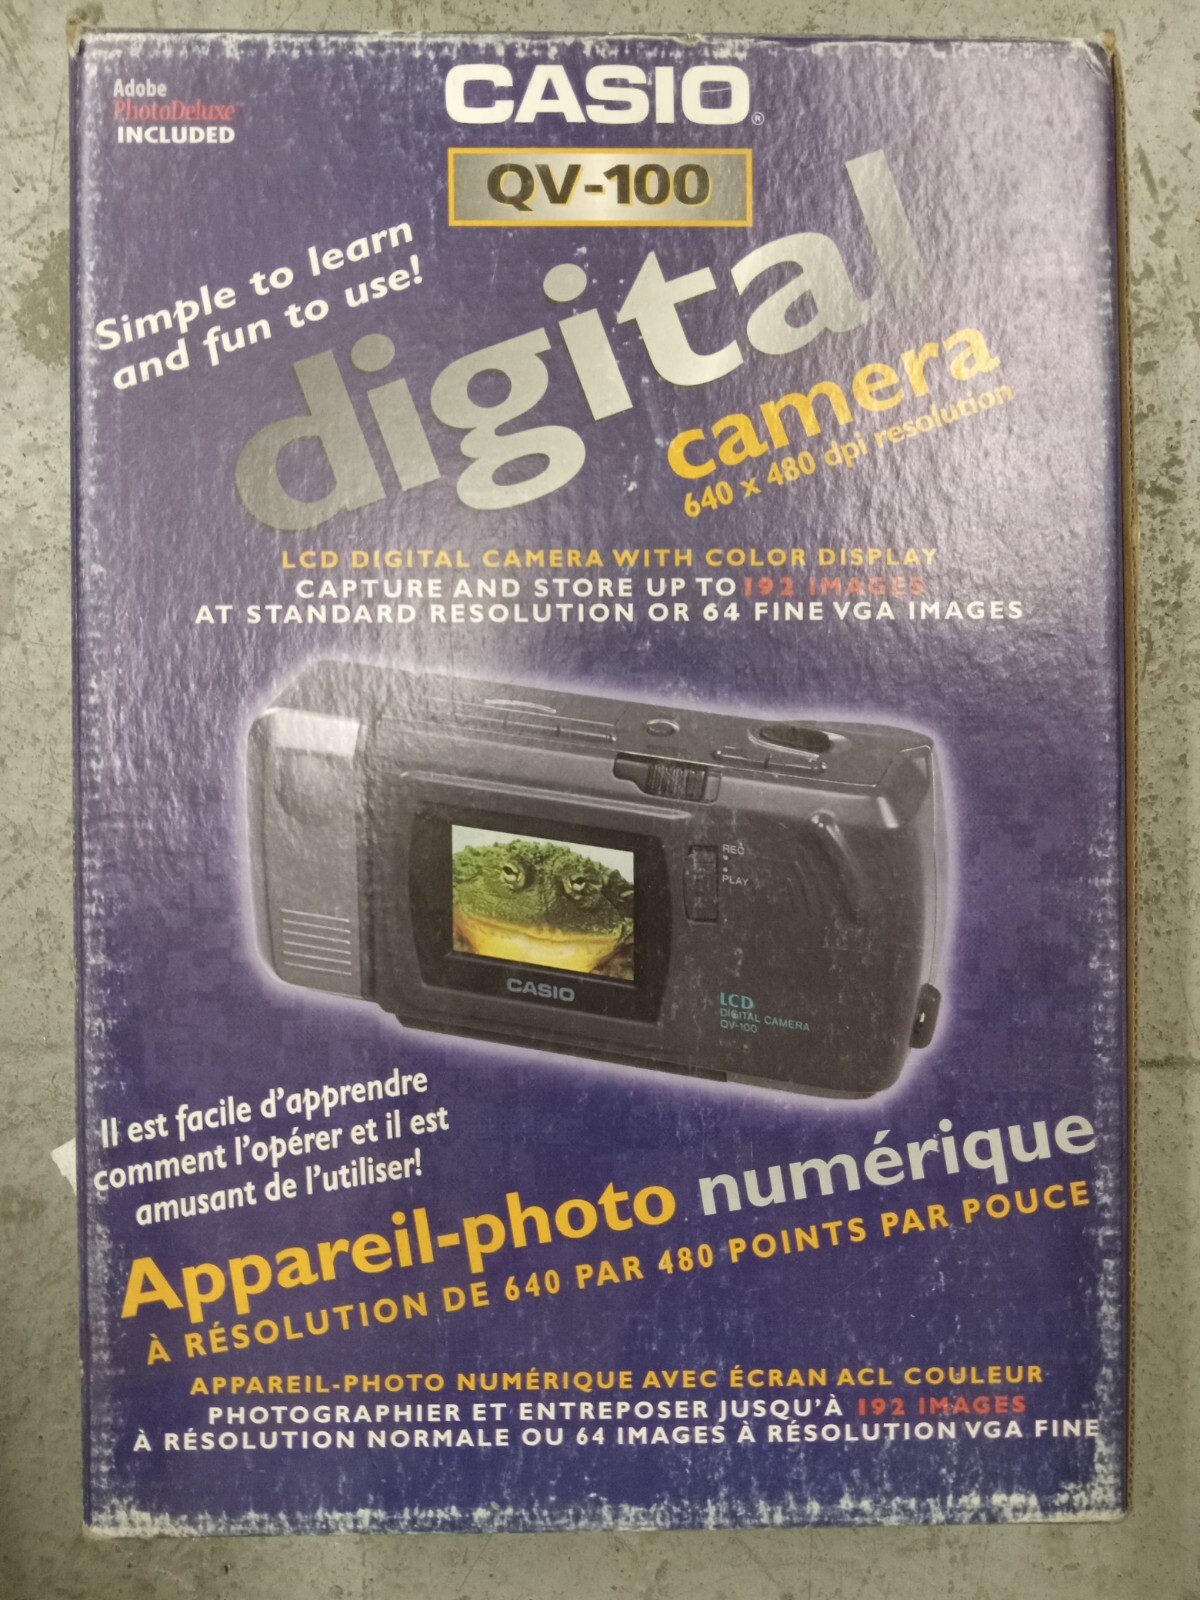 Adobe
PhotoDeluxe™
INCLUDED
CASIO®
QV-100
Simple to learn
and fun to use!
digital
camera
640 x 480 dpi resolution
LCD DIGITAL CAMERA WITH COLOR DISPLAY
CAPTURE AND STORE UP TO 192 IMAGES
AT STANDARD RESOLUTION OR 64 FINE VGA IMAGES
REC
PLAY
CASIO
LCD
DIGITAL CAMERA
QV-100
Il est facile d'apprendre
comment l'opérer et il est
amusant de l'utiliser!
Appareil-photo numérique
À RÉSOLUTION DE 640 PAR 480 POINTS PAR POUCE
APPAREIL-PHOTO NUMÉRIQUE AVEC ÉCRAN ACL COULEUR
PHOTOGRAPHIER ET ENTREPOSER JUSQU'À 192 IMAGES
À RÉSOLUTION NORMALE OU 64 IMAGES À RÉSOLUTION VGA FINE